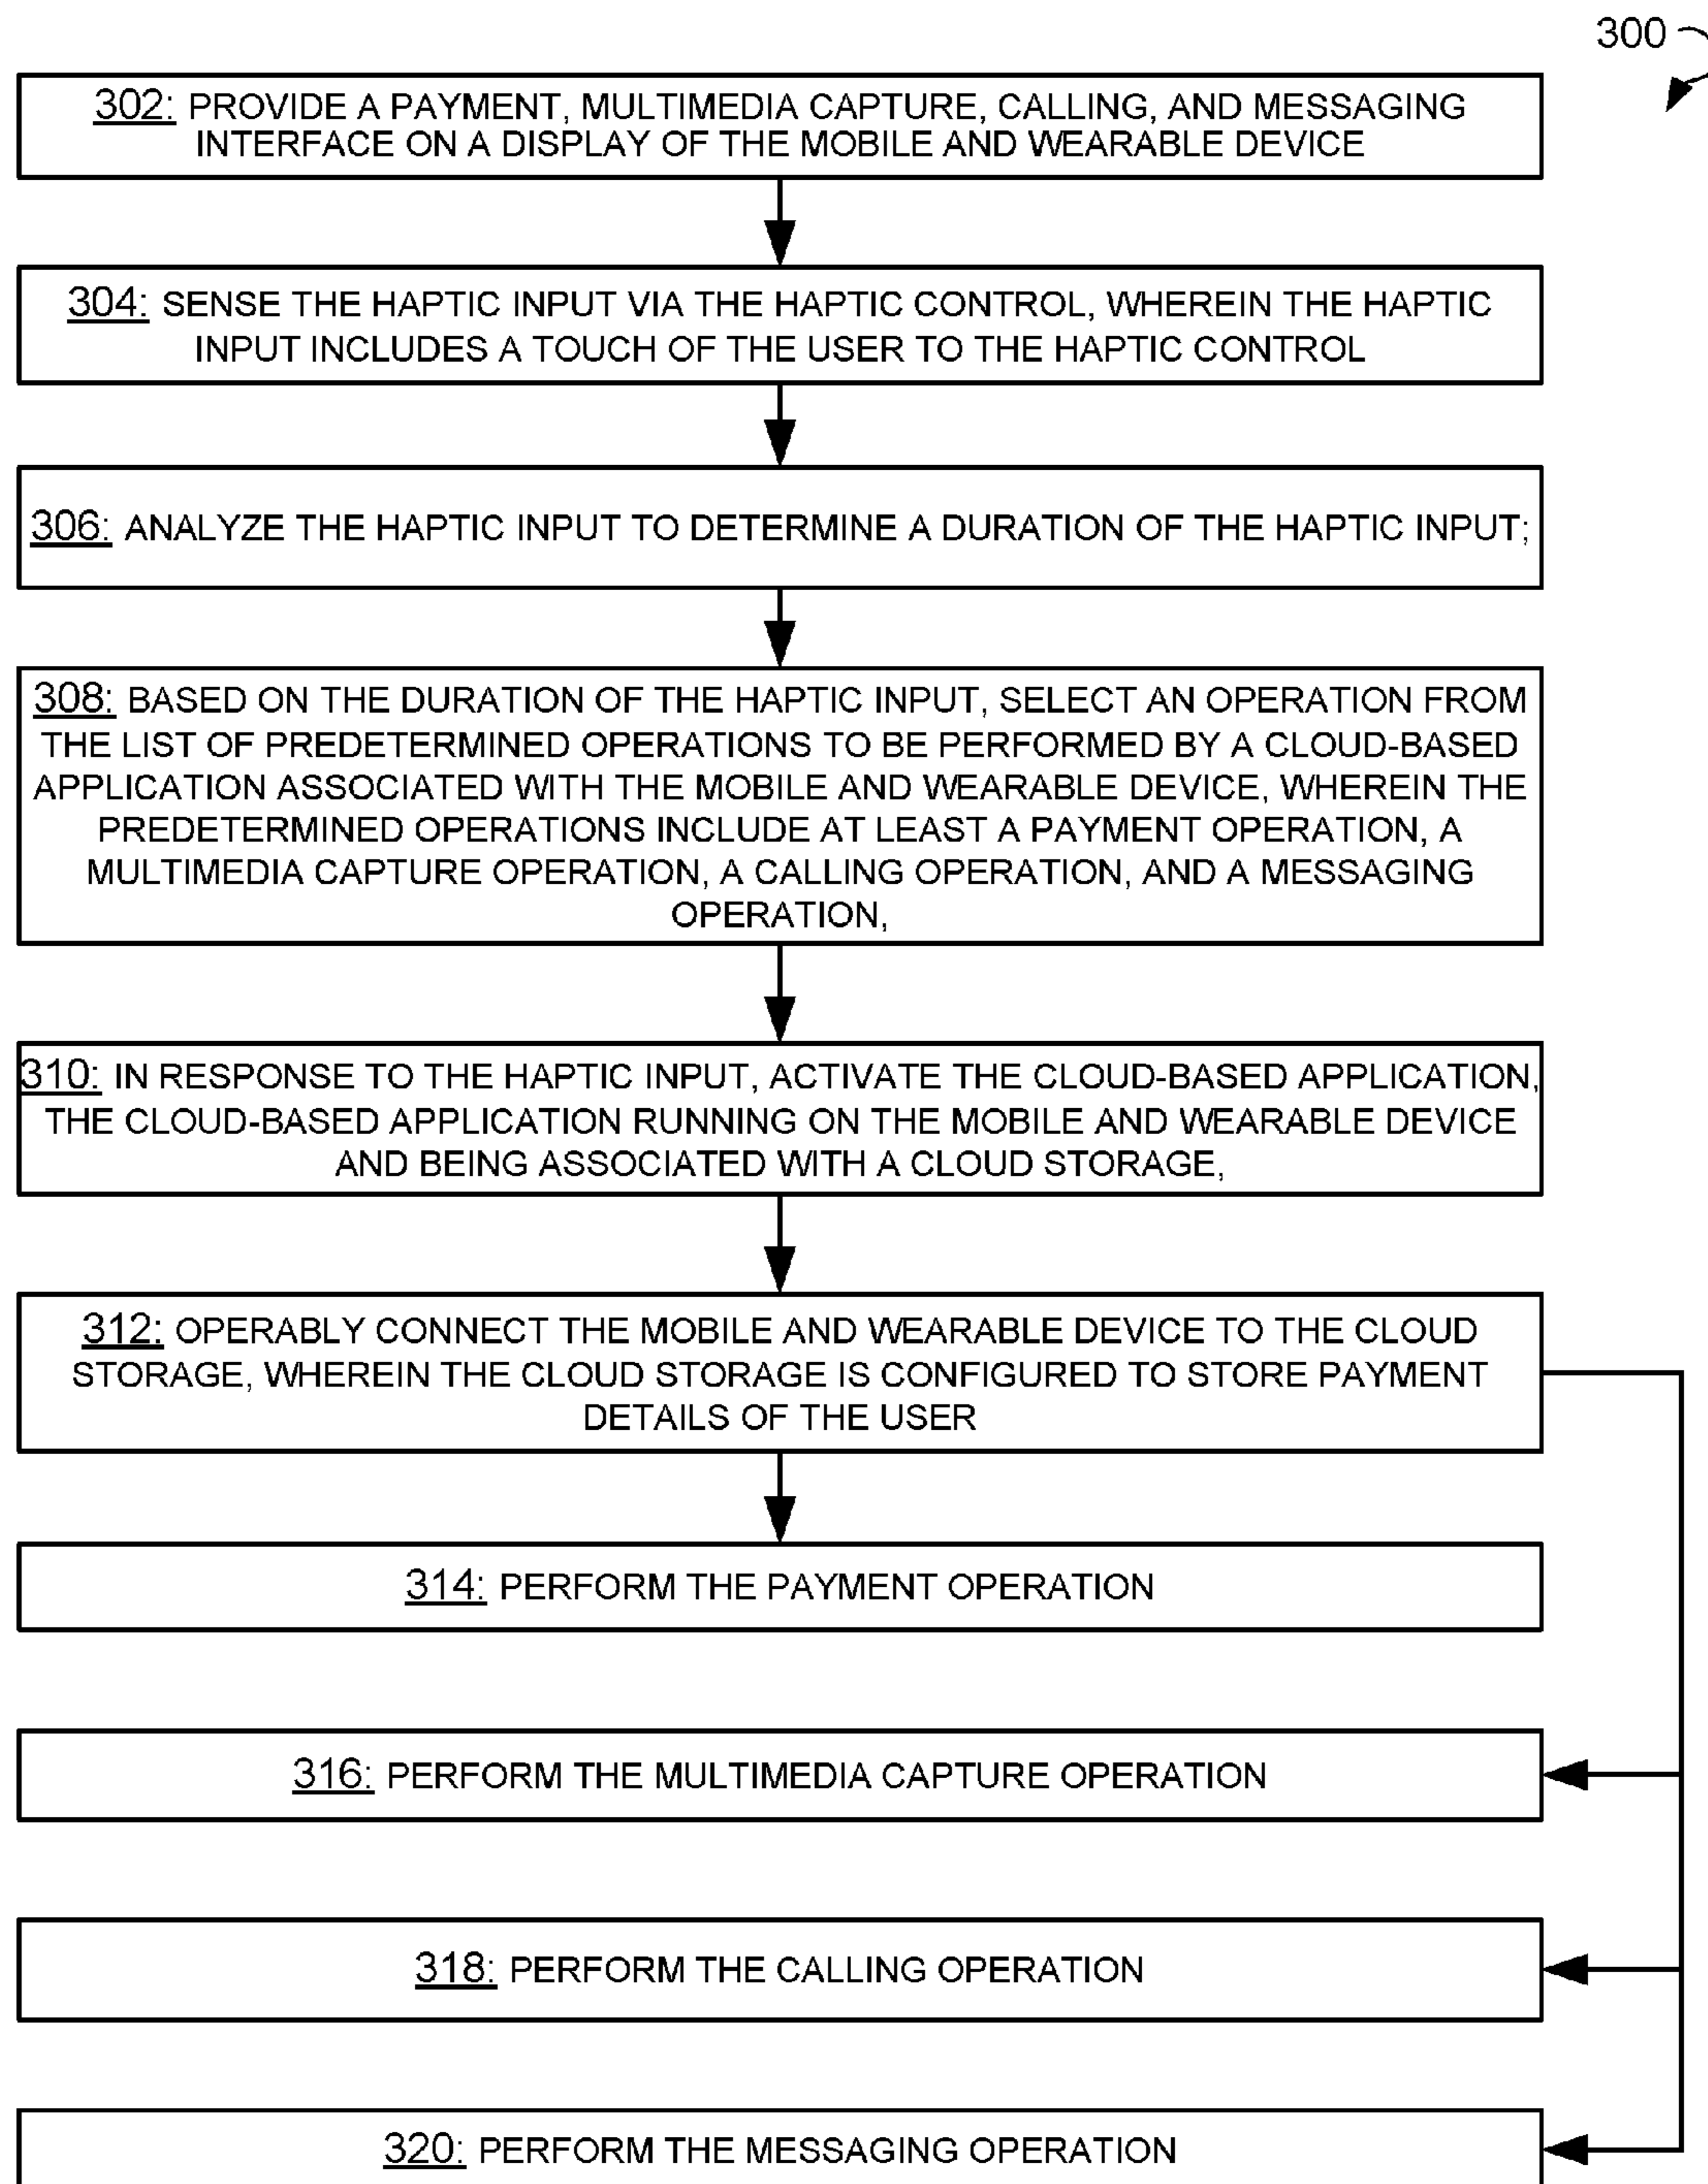 300
302: PROVIDE A PAYMENT, MULTIMEDIA CAPTURE, CALLING, AND MESSAGING
INTERFACE ON A DISPLAY OF THE MOBILE AND WEARABLE DEVICE
304: SENSE THE HAPTIC INPUT VIA THE HAPTIC CONTROL, WHEREIN THE HAPTIC
INPUT INCLUDES A TOUCH OF THE USER TO THE HAPTIC CONTROL
306: ANALYZE THE HAPTIC INPUT TO DETERMINE A DURATION OF THE HAPTIC INPUT;
308: BASED ON THE DURATION OF THE HAPTIC INPUT, SELECT AN OPERATION FROM
THE LIST OF PREDETERMINED OPERATIONS TO BE PERFORMED BY A CLOUD-BASED
APPLICATION ASSOCIATED WITH THE MOBILE AND WEARABLE DEVICE, WHEREIN THE
PREDETERMINED OPERATIONS INCLUDE AT LEAST A PAYMENT OPERATION, A
MULTIMEDIA CAPTURE OPERATION, A CALLING OPERATION, AND A MESSAGING
OPERATION,
310: IN RESPONSE TO THE HAPTIC INPUT, ACTIVATE THE CLOUD-BASED APPLICATION,
THE CLOUD-BASED APPLICATION RUNNING ON THE MOBILE AND WEARABLE DEVICE
AND BEING ASSOCIATED WITH A CLOUD STORAGE,
312: OPERABLY CONNECT THE MOBILE AND WEARABLE DEVICE TO THE CLOUD
STORAGE, WHEREIN THE CLOUD STORAGE IS CONFIGURED TO STORE PAYMENT
DETAILS OF THE USER
314: PERFORM THE PAYMENT OPERATION
316: PERFORM THE MULTIMEDIA CAPTURE OPERATION
318: PERFORM THE CALLING OPERATION
320: PERFORM THE MESSAGING OPERATION